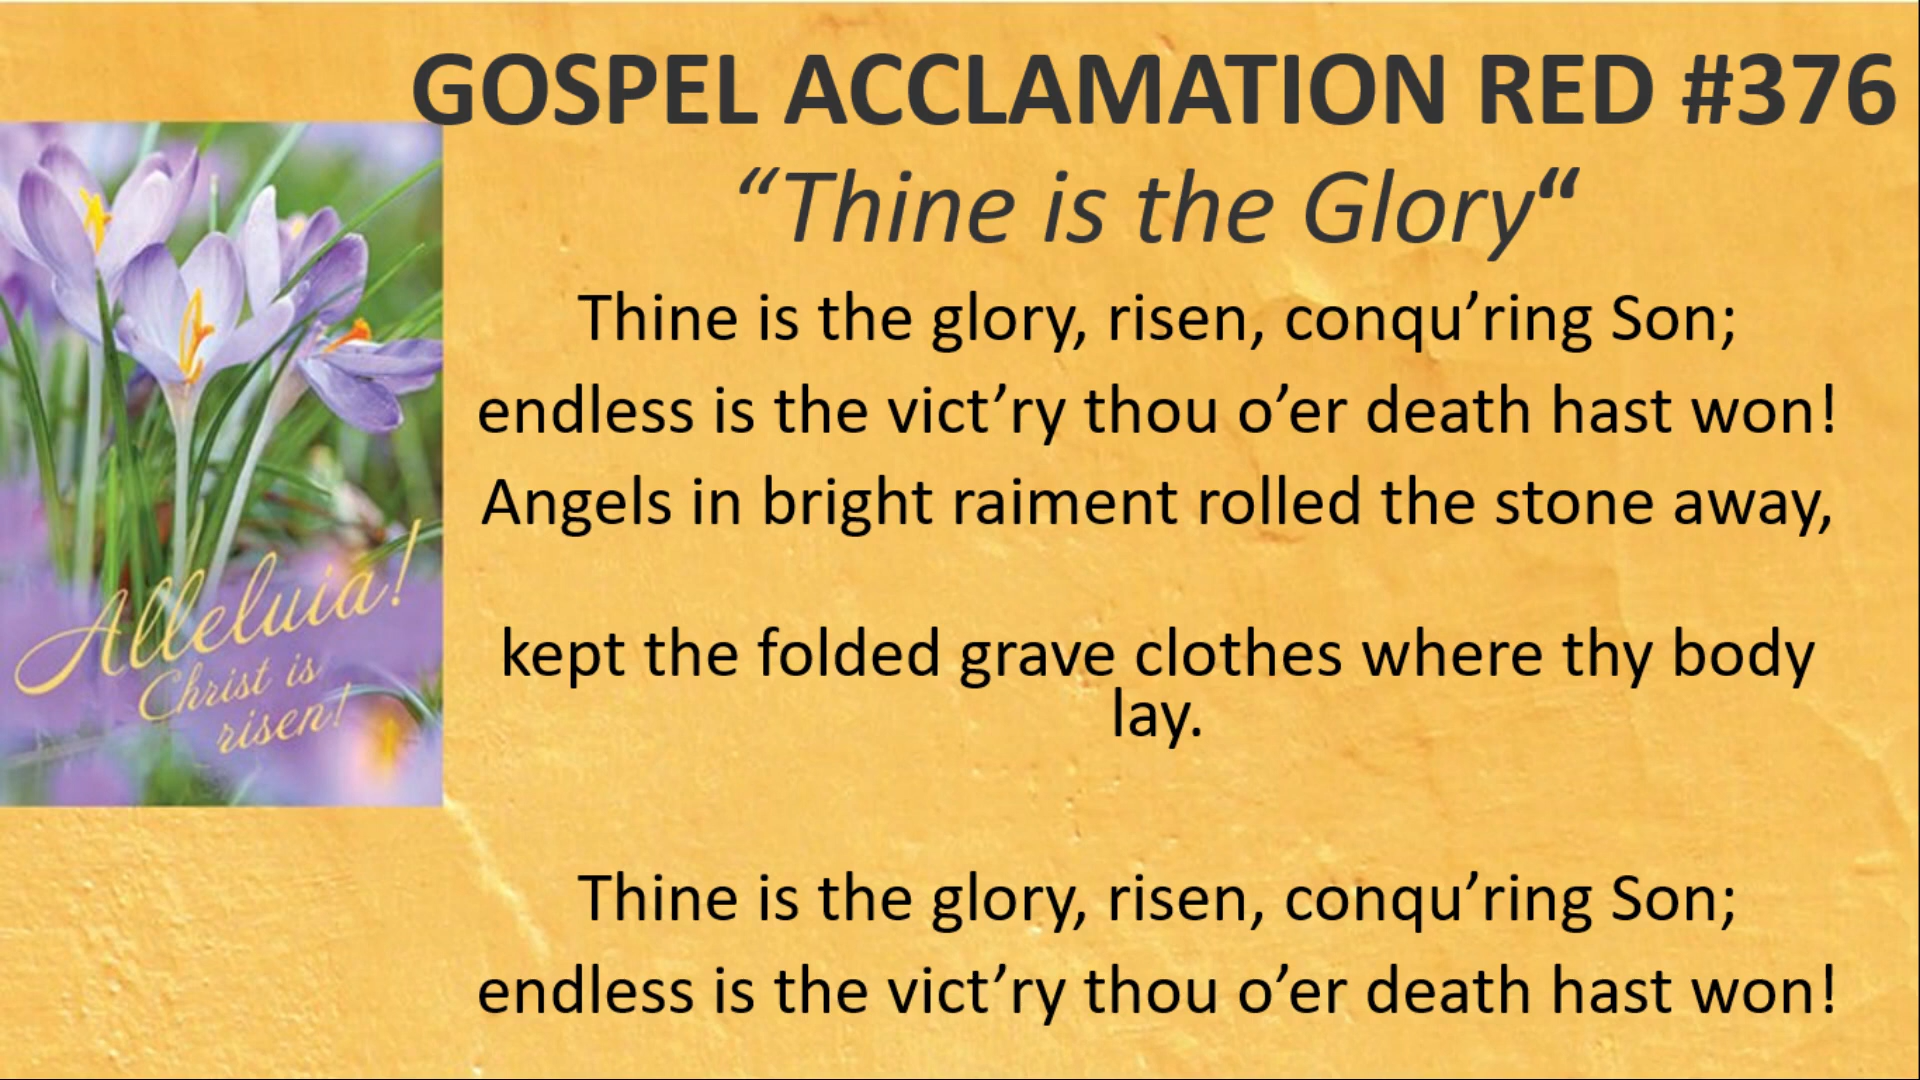 GOSPEL ACCLAMATION RED #376
“Thine is the Glory“
Thine is the glory, risen, conqu’ring Son;
endless is the vict’ry thou o’er death hast won!
Angels in bright raiment rolled the stone away,
kept the folded grave clothes where thy body
lay.
Thine is the glory, risen, conqu’ring Son;
endless is the vict’ry thou o’er death hast won!
Alleluia!
Christ is
risen!